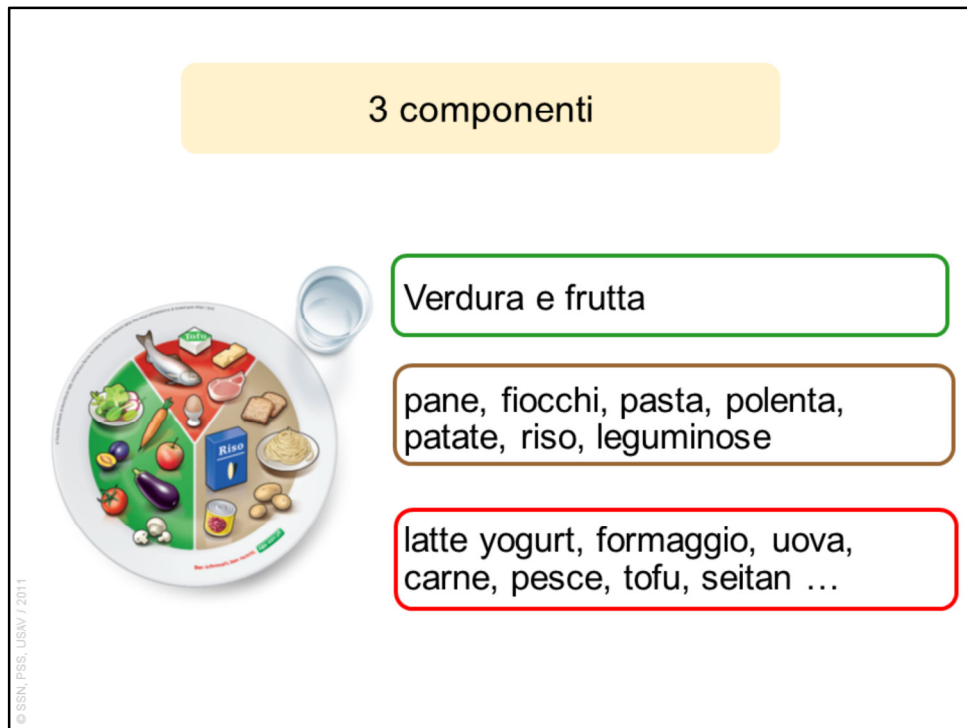 3 componenti
Verdura e frutta
pane, fiocchi, pasta, polenta,
patate, riso, leguminose
latte yogurt, formaggio, uova,
carne, pesce, tofu, seitan …
Tofu
Riso
© SSN, PSS, USAV / 2011